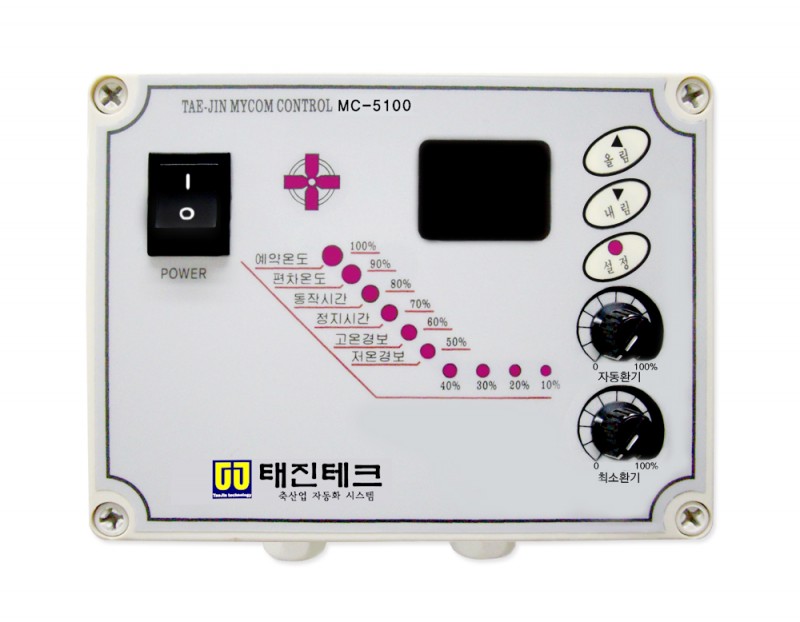 TAE-JIN MYCOM CONTROL MC-5100
POWER
올림
내림
설정
예약온도 100%
편차온도 90%
동작시간 80%
정지시간 70%
고온경보 60%
저온경보 50%
40% 30% 20% 10%
0 100%
자동환기
0 100%
최소환기
태진테크
TaeJin technology
축산업 자동화 시스템